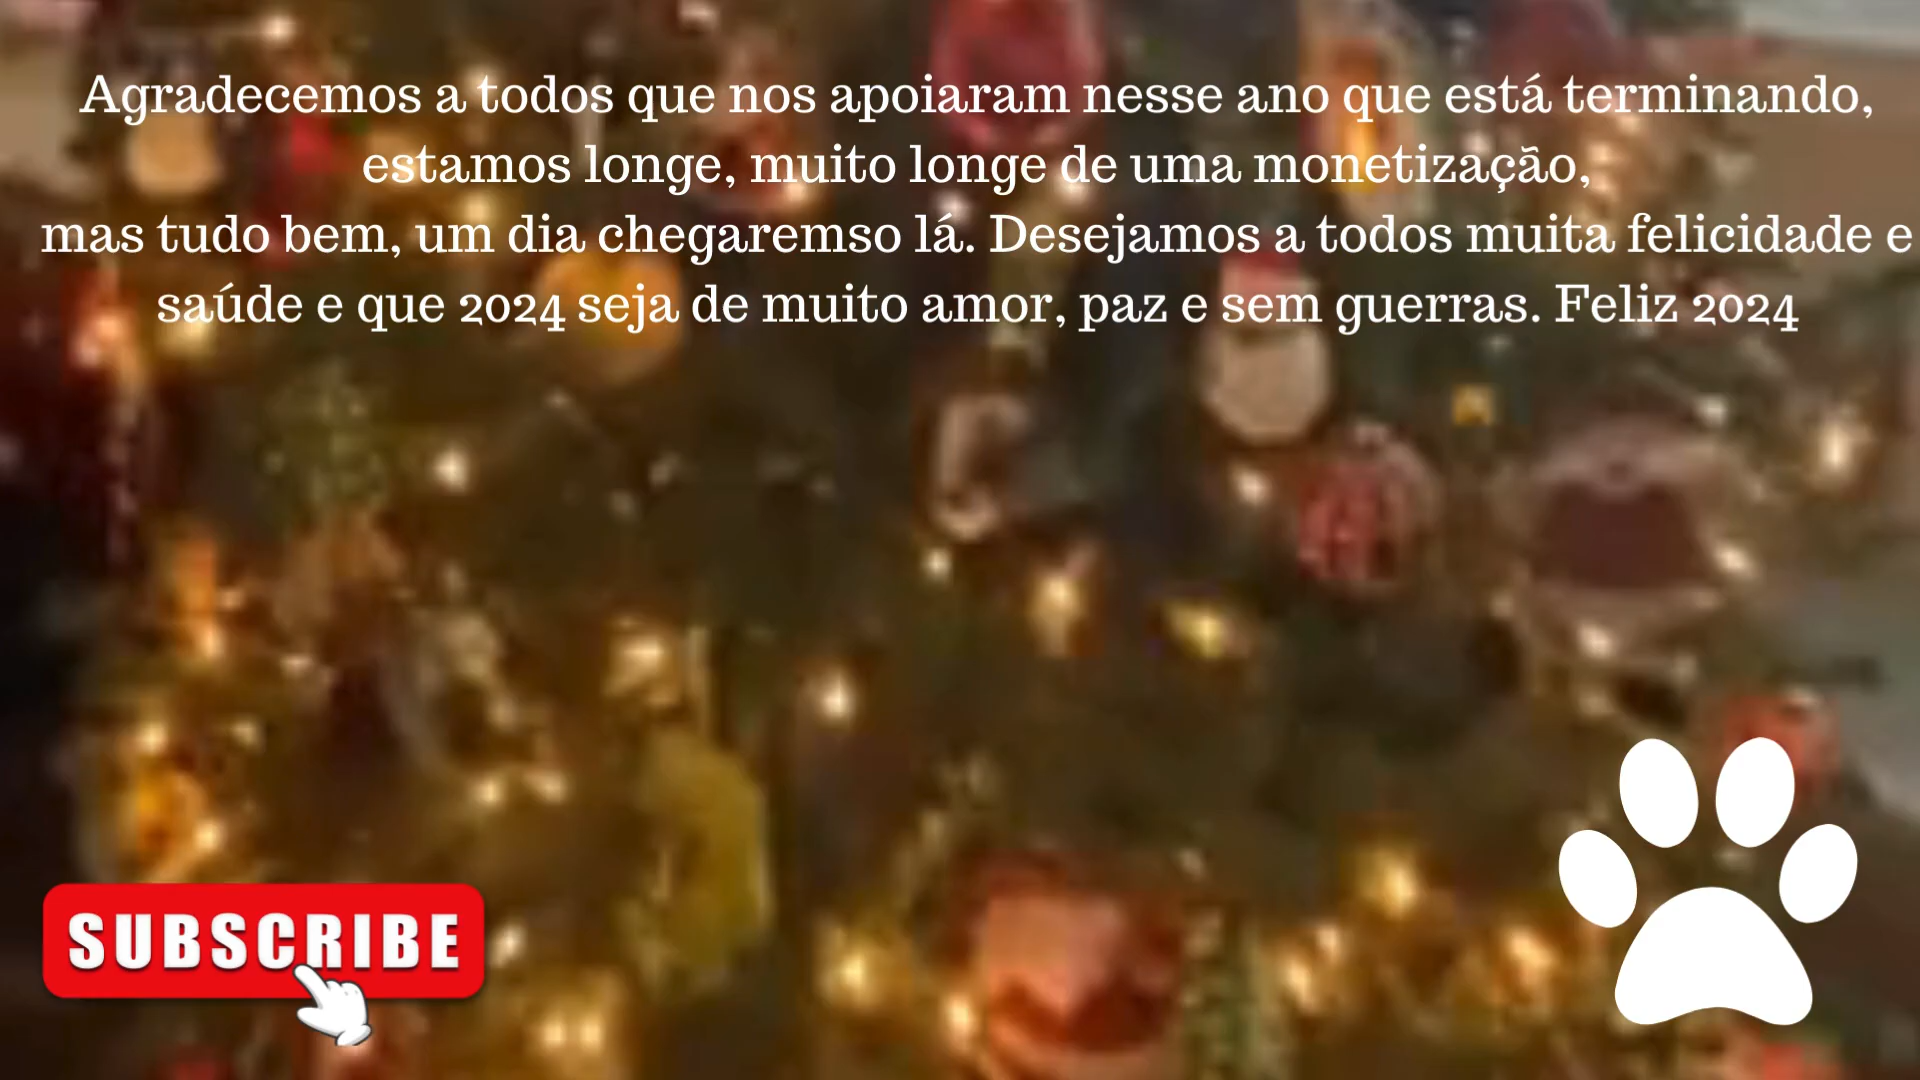 Agradecemos a todos que nos apoiaram nesse ano que está terminando,
estamos longe, muito longe de uma monetização,
mas tudo bem, um dia chegaremso lá. Desejamos a todos muita felicidade e
saúde e que 2024 seja de muito amor, paz e sem guerras. Feliz 2024
SUBSCRIBE